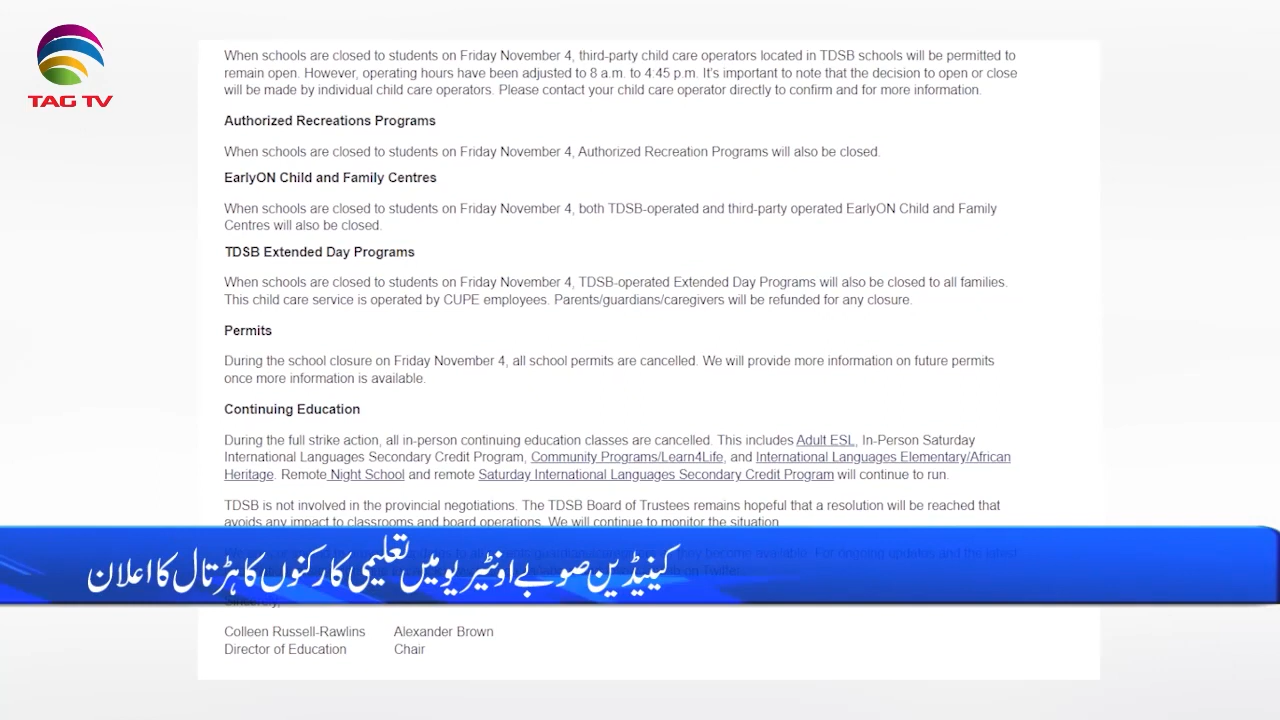 TAG TV
When schools are closed to students on Friday November 4, third-party child care operators located in TDSB schools will be permitted to
remain open. However, operating hours have been adjusted to 8 a.m. to 4:45 p.m. It's important to note that the decision to open or close
will be made by individual child care operators. Please contact your child care operator directly to confirm and for more information.
Authorized Recreations Programs
When schools are closed to students on Friday November 4, Authorized Recreation Programs will also be closed.
EarlyON Child and Family Centres
When schools are closed to students on Friday November 4, both TDSB-operated and third-party operated EarlyON Child and Family
Centres will also be closed.
TDSB Extended Day Programs
When schools are closed to students on Friday November 4, TDSB-operated Extended Day Programs will also be closed to all families.
This child care service is operated by CUPE employees. Parents/guardians/caregivers will be refunded for any closure.
Permits
During the school closure on Friday November 4, all school permits are cancelled. We will provide more information on future permits
once more information is available.
Continuing Education
During the full strike action, all in-person continuing education classes are cancelled. This includes Adult ESL, In-Person Saturday
International Languages Secondary Credit Program, Community Programs/Learn4Life, and International Languages Elementary/African
Heritage. Remote Night School and remote Saturday International Languages Secondary Credit Program will continue to run.
TDSB is not involved in the provincial negotiations. The TDSB Board of Trustees remains hopeful that a resolution will be reached that
avoids any impact to classrooms and board operations. We will continue to monitor the situation
they become available. For ongoing updates and the latest
on Twitter.
کینیڈین صوبے اونٹیریو میں تعلیمی کارکنوں کا ہڑتال کا اعلان
Sincerely,
Colleen Russell-Rawlins Alexander Brown
Director of Education Chair